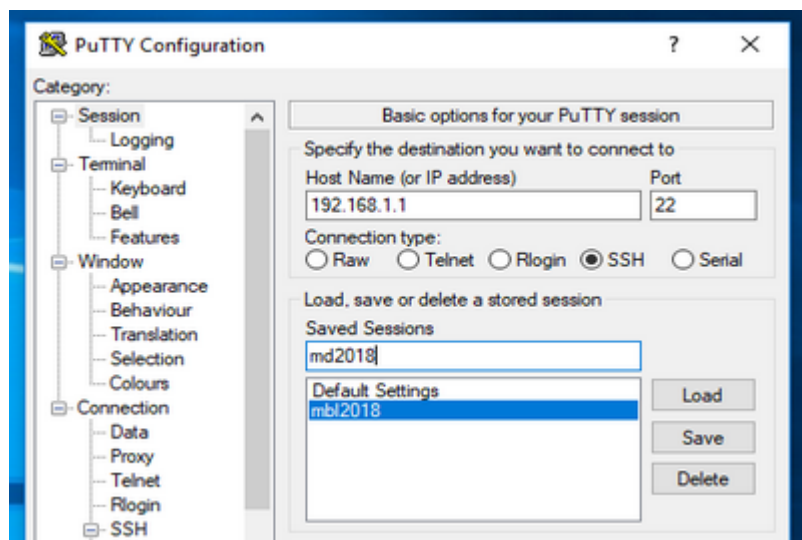 PuTTY Configuration ? ×
Category:
Session
Logging
Terminal
Keyboard
Bell
Features
Window
Appearance
Behaviour
Translation
Selection
Colours
Connection
Data
Proxy
Telnet
Rlogin
SSH
Basic options for your PuTTY session
Specify the destination you want to connect to
Host Name (or IP address) Port
192.168.1.1 22
Connection type:
Raw Telnet Rlogin SSH Serial
Load, save or delete a stored session
Saved Sessions
md2018
Default Settings
mbl2018
Load
Save
Delete